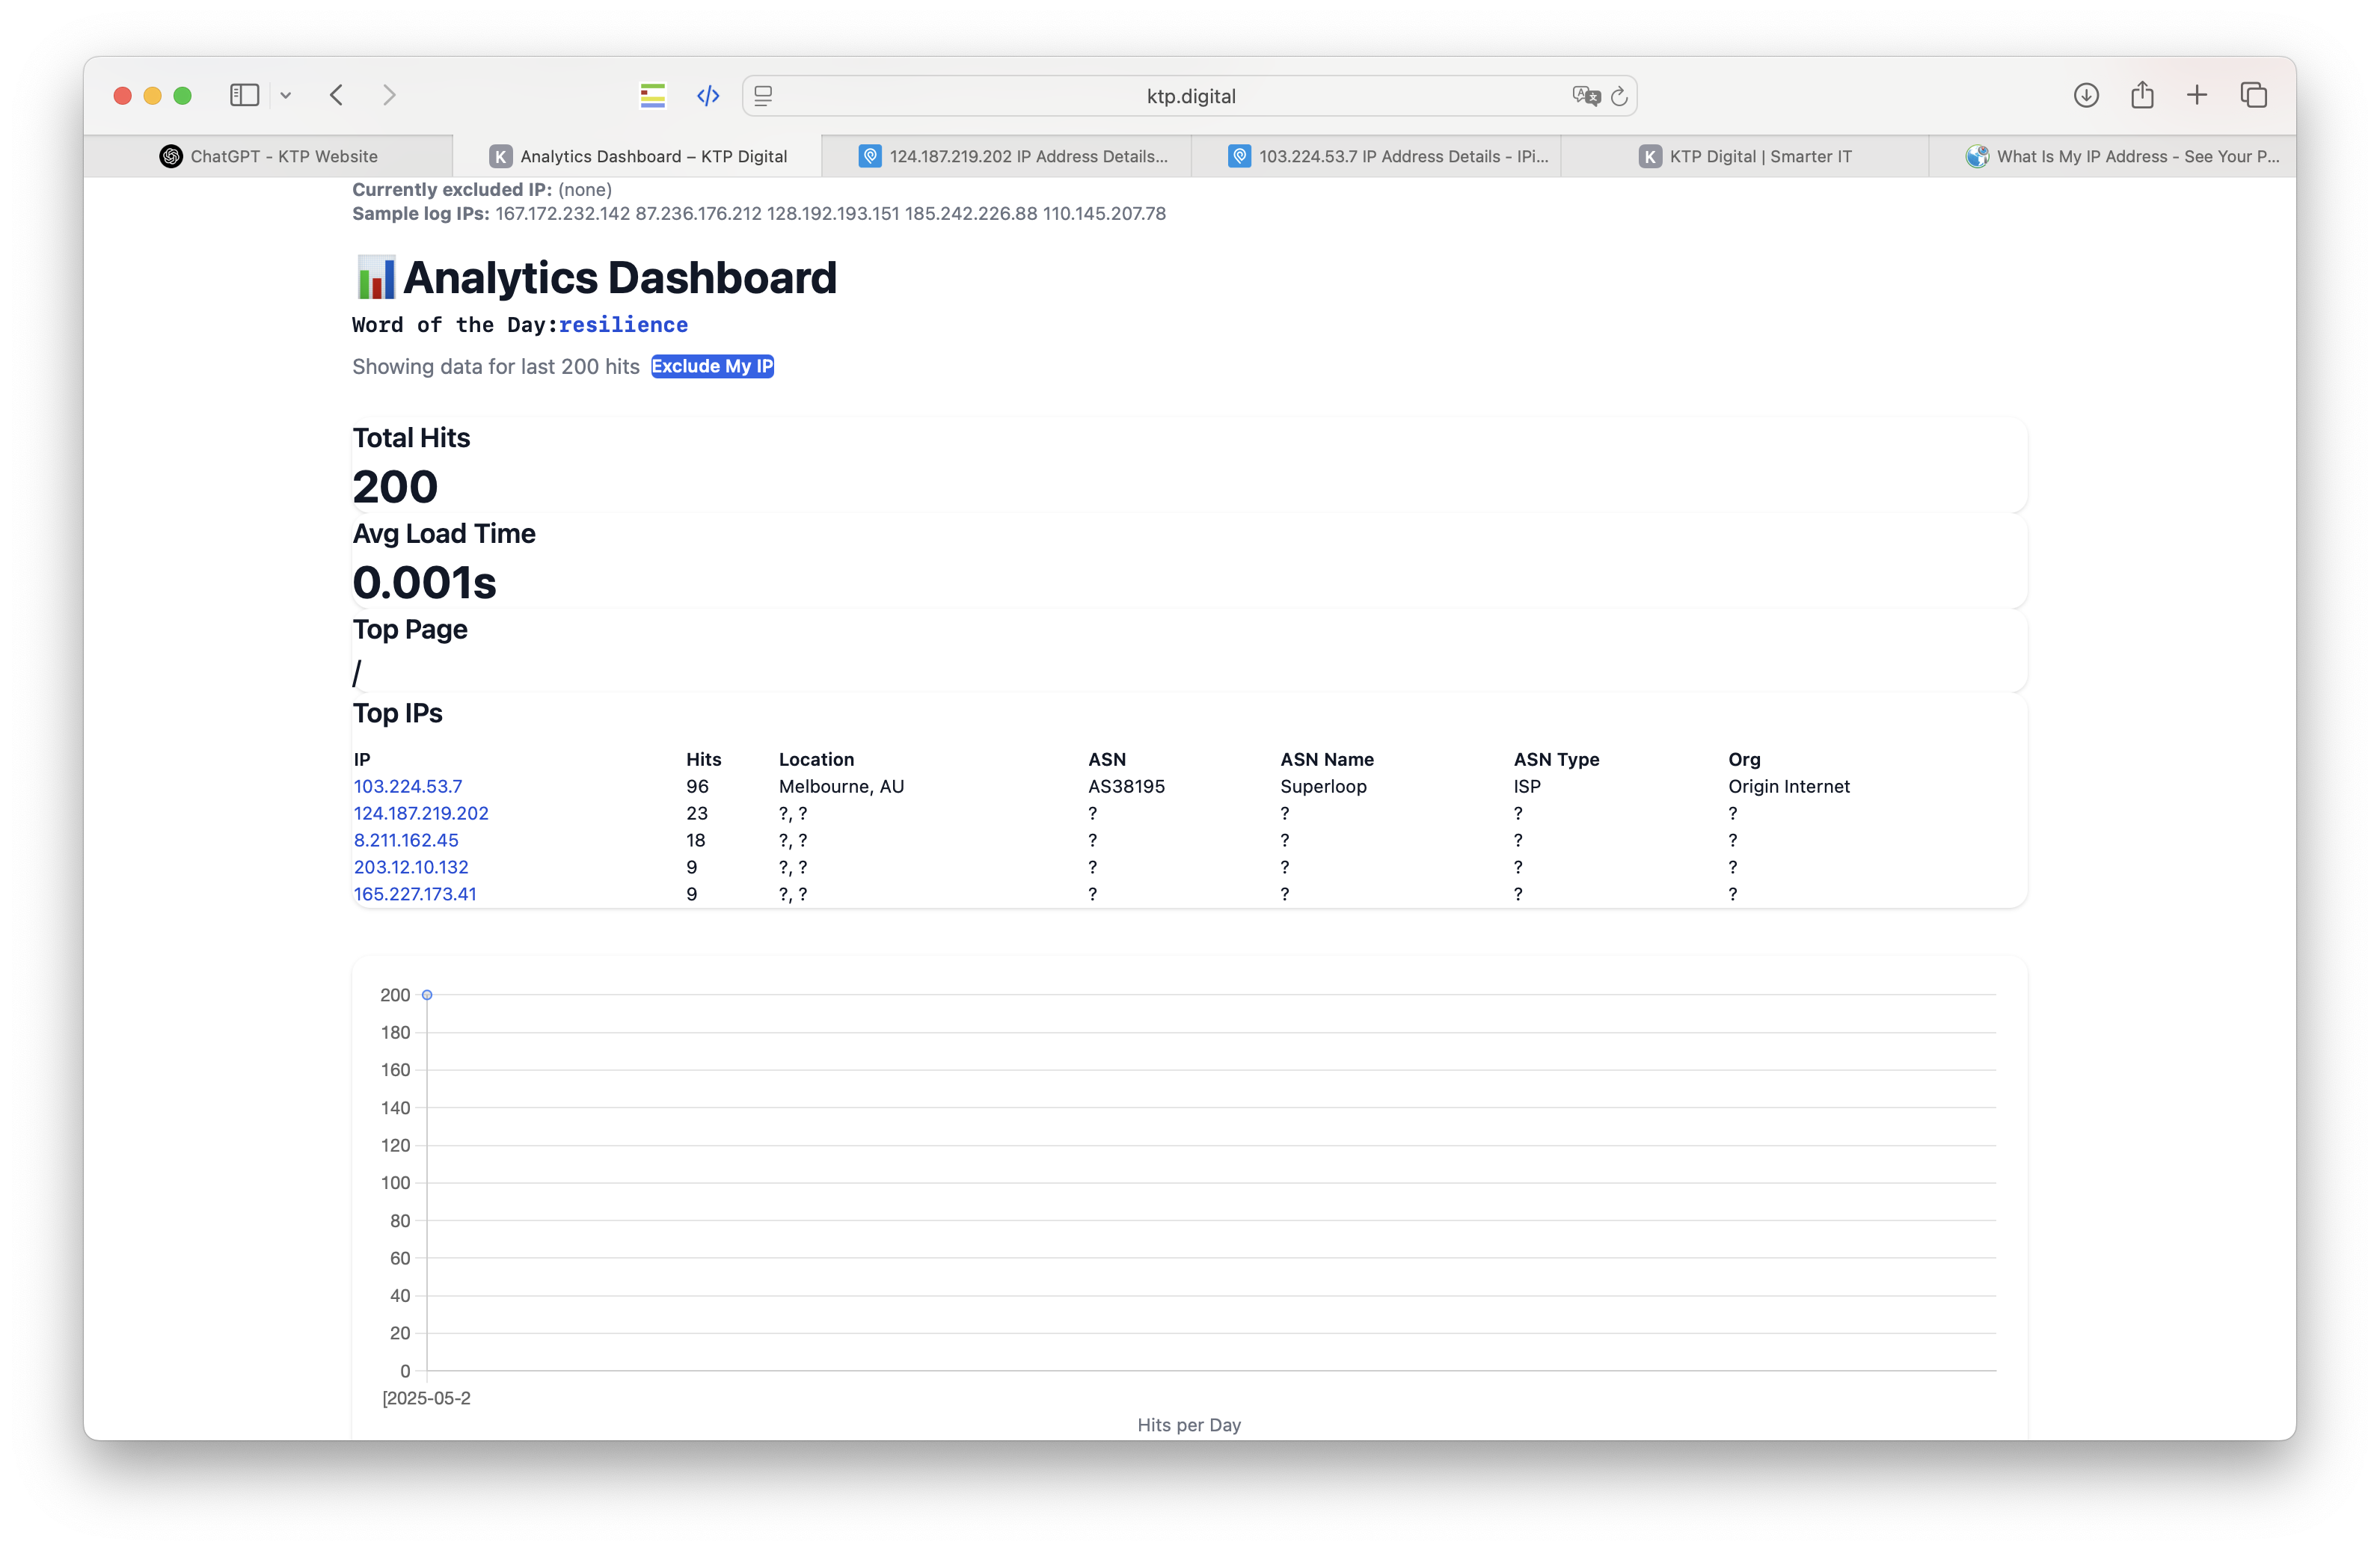 ktp.digital
ChatGPT - KTP Website
K Analytics Dashboard – KTP Digital
124.187.219.202 IP Address Details...
103.224.53.7 IP Address Details - IPi...
K KTP Digital | Smarter IT
What Is My IP Address - See Your P...
Currently excluded IP: (none)
Sample log IPs: 167.172.232.142 87.236.176.212 128.192.193.151 185.242.226.88 110.145.207.78
Analytics Dashboard
Word of the Day:resilience
Showing data for last 200 hits Exclude My IP
Total Hits
200
Avg Load Time
0.001s
Top Page
/
Top IPs
IP Hits Location ASN ASN Name ASN Type Org
103.224.53.7 96 Melbourne, AU AS38195 Superloop ISP Origin Internet
124.187.219.202 23 ?, ? ? ? ? ?
8.211.162.45 18 ?, ? ? ? ? ?
203.12.10.132 9 ?, ? ? ? ? ?
165.227.173.41 9 ?, ? ? ? ? ?
200
180
160
140
120
100
80
60
40
20
0
[2025-05-2
Hits per Day